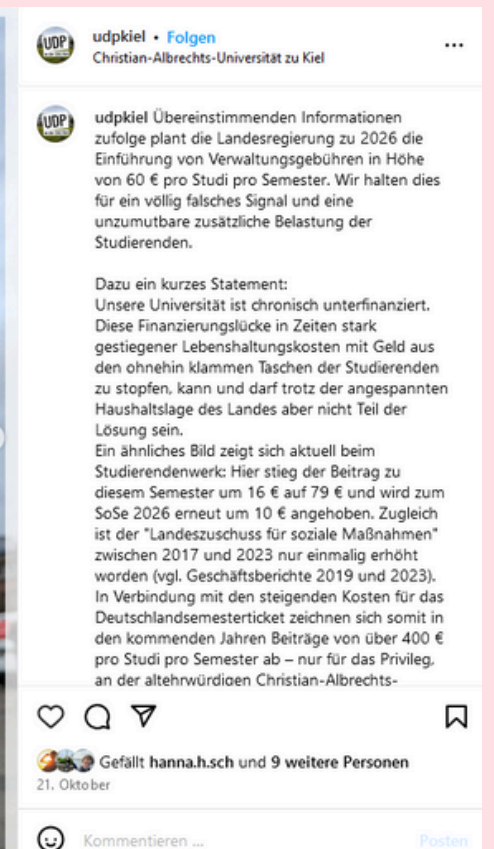 UDP
udpkiel • Folgen
Christian-Albrechts-Universität zu Kiel
UDP
udpkiel Übereinstimmenden Informationen
zufolge plant die Landesregierung zu 2026 die
Einführung von Verwaltungsgebühren in Höhe
von 60 € pro Studi pro Semester. Wir halten dies
für ein völlig falsches Signal und eine
unzumutbare zusätzliche Belastung der
Studierenden.
Dazu ein kurzes Statement:
Unsere Universität ist chronisch unterfinanziert.
Diese Finanzierungslücke in Zeiten stark
gestiegener Lebenshaltungskosten mit Geld aus
den ohnehin klammen Taschen der Studierenden
zu stopfen, kann und darf trotz der angespannten
Haushaltslage des Landes aber nicht Teil der
Lösung sein.
Ein ähnliches Bild zeigt sich aktuell beim
Studierendenwerk: Hier stieg der Beitrag zu
diesem Semester um 16 € auf 79 € und wird zum
SoSe 2026 erneut um 10 € angehoben. Zugleich
ist der "Landeszuschuss für soziale Maßnahmen"
zwischen 2017 und 2023 nur einmalig erhöht
worden (vgl. Geschäftsberichte 2019 und 2023).
In Verbindung mit den steigenden Kosten für das
Deutschlandsemesterticket zeichnen sich somit in
den kommenden Jahren Beiträge von über 400 €
pro Studi pro Semester ab – nur für das Privileg,
an der altehrwürdigen Christian-Albrechts-
Gefällt hanna.h.sch und 9 weitere Personen
21. Oktober
Kommentieren ...
Posten